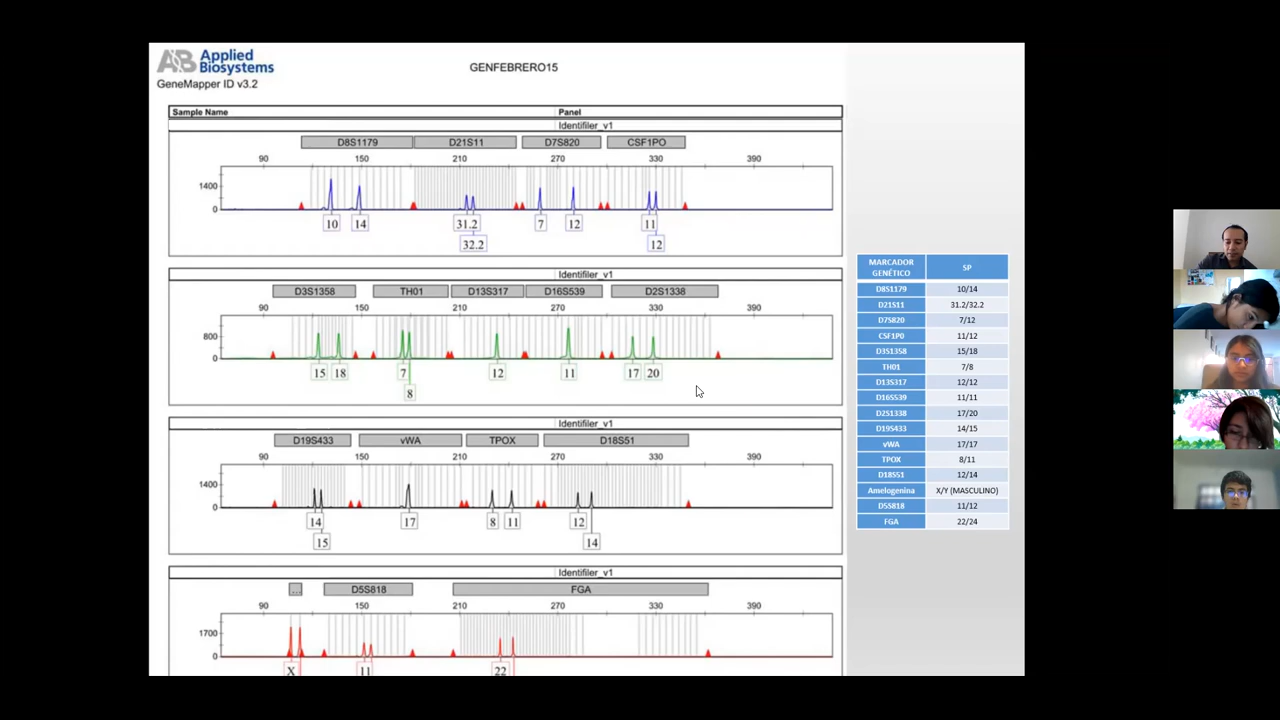 AB Applied
Biosystems
GeneMapper ID v3.2
GENFEBRERO15
Sample Name Panel
Identifiler_v1
D8S1179 D21S11 D7S820 CSF1PO
90 150 210 270 330 390
1400
0
10 14 31.2 7 12 11
32.2 12
Identifiler_v1
D3S1358 TH01 D13S317 D16S539 D2S1338
90 150 210 270 330 390
800
0
15 18 7 12 11 17 20
8
Identifiler_v1
D19S433 vWA TPOX D18S51
90 150 210 270 330 390
1400
0
14 17 8 11 12
15 14
Identifiler_v1
... D5S818 FGA
90 150 210 270 330 390
1700
0
X 11 22
MARCADOR GENÉTICO SP
D8S1179 10/14
D21S11 31.2/32.2
D7S820 7/12
CSF1P0 11/12
D3S1358 15/18
TH01 7/8
D13S317 12/12
D16S539 11/11
D2S1338 17/20
D19S433 14/15
vWA 17/17
TPOX 8/11
D18S51 12/14
Amelogenina X/Y (MASCULINO)
D5S818 11/12
FGA 22/24